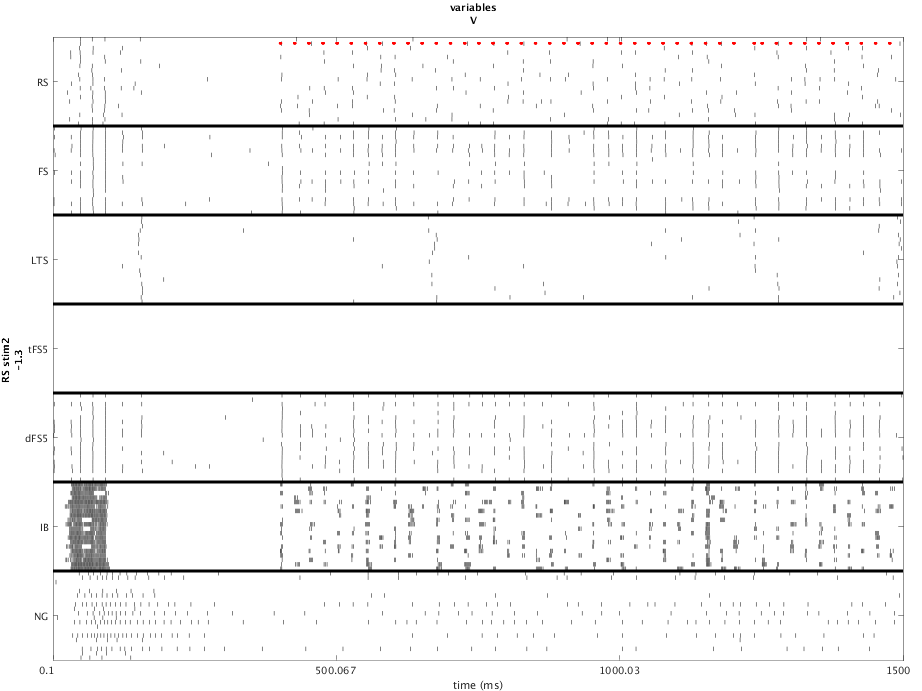 variables
V
RS
FS
LTS
RS stim2
-1.3
tFS5
dFS5
IB
NG
0.1
500.067
1000.03
1500
time (ms)